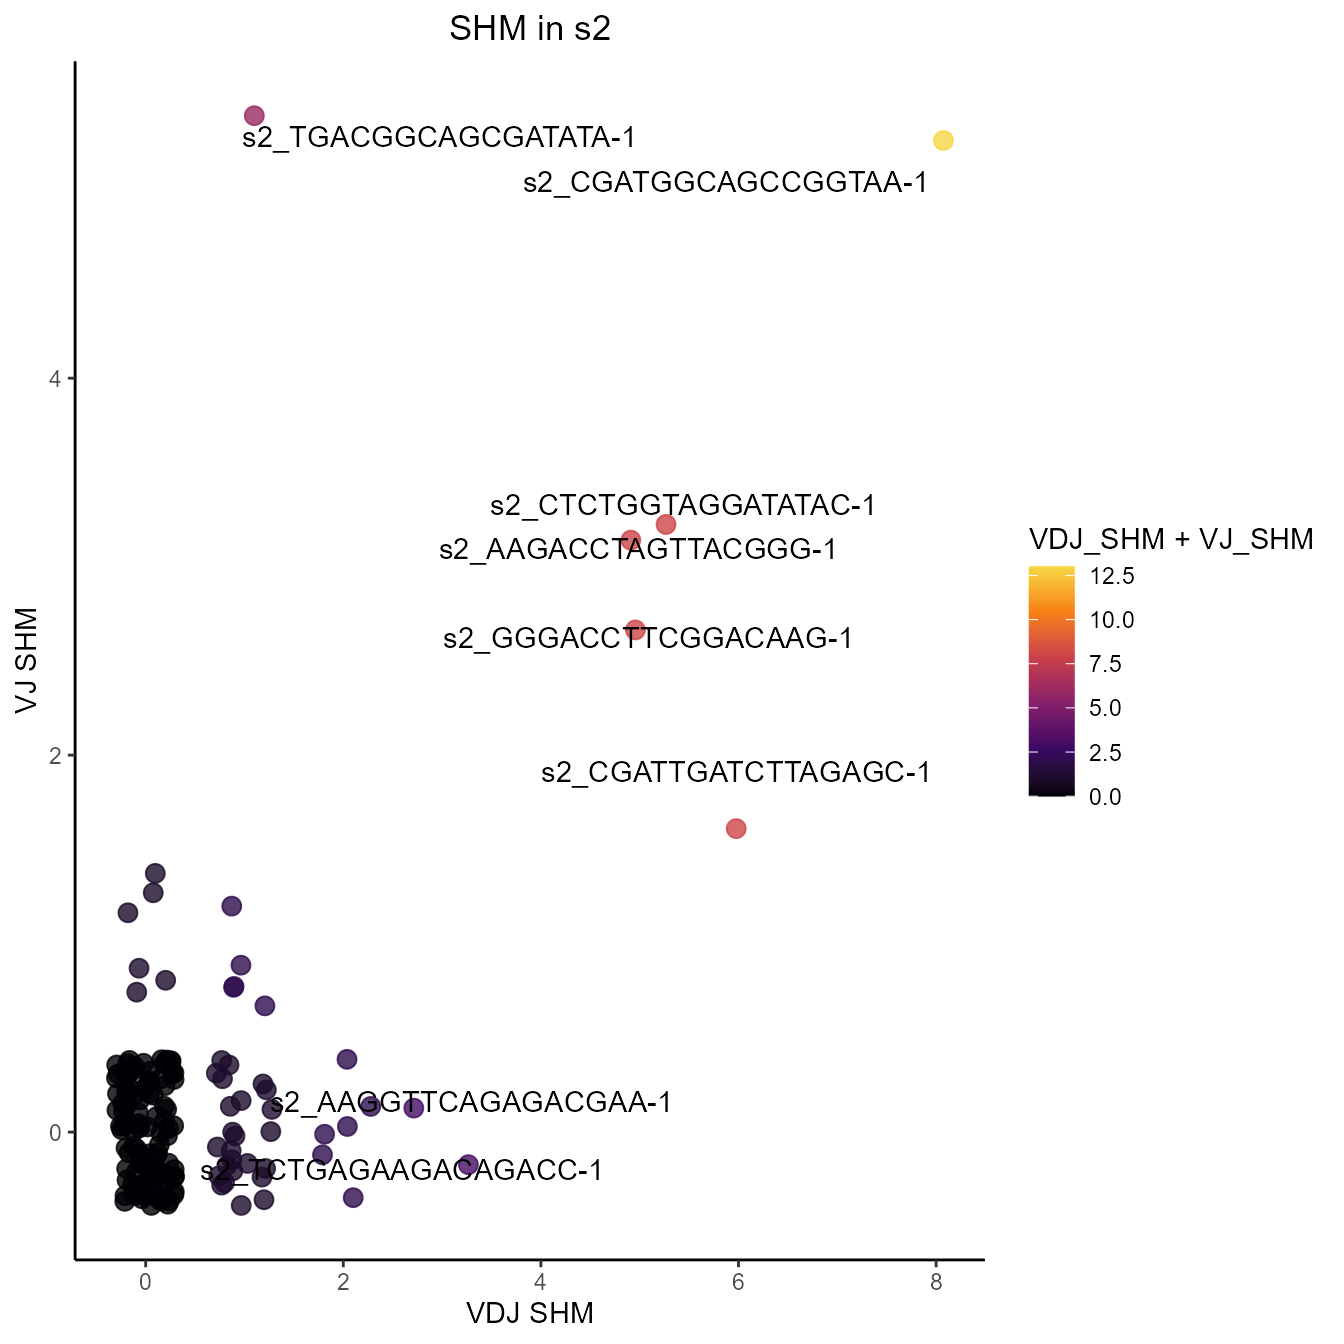 SHM in s2
s2_TGACGGCAGCGATATA-1
s2_CGATGGCAGCCGGTAA-1
4
s2_CTCTGGTAGGATATAC-1
s2_AAGACCTAGTTACGGG-1
s2_GGGACCTTCGGACAAG-1
2
s2_CGATTGATCTTAGAGC-1
s2_AAGGTTCAGAGACGAA-1
0
s2_TCTGAGAAGACAGACC-1
VJ SHM
0 2 4 6 8
VDJ SHM
VDJ_SHM + VJ_SHM
12.5
10.0
7.5
5.0
2.5
0.0